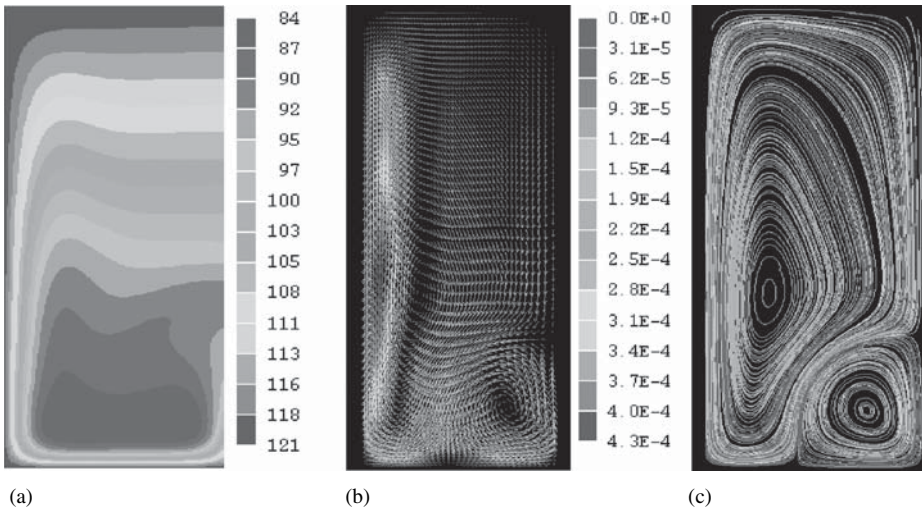 84
87
90
92
95
97
100
103
105
108
111
113
116
118
121
0.0E+0
3.1E-5
6.2E-5
9.3E-5
1.2E-4
1.5E-4
1.9E-4
2.2E-4
2.5E-4
2.8E-4
3.1E-4
3.4E-4
3.7E-4
4.0E-4
4.3E-4
(a)
(b)
(c)